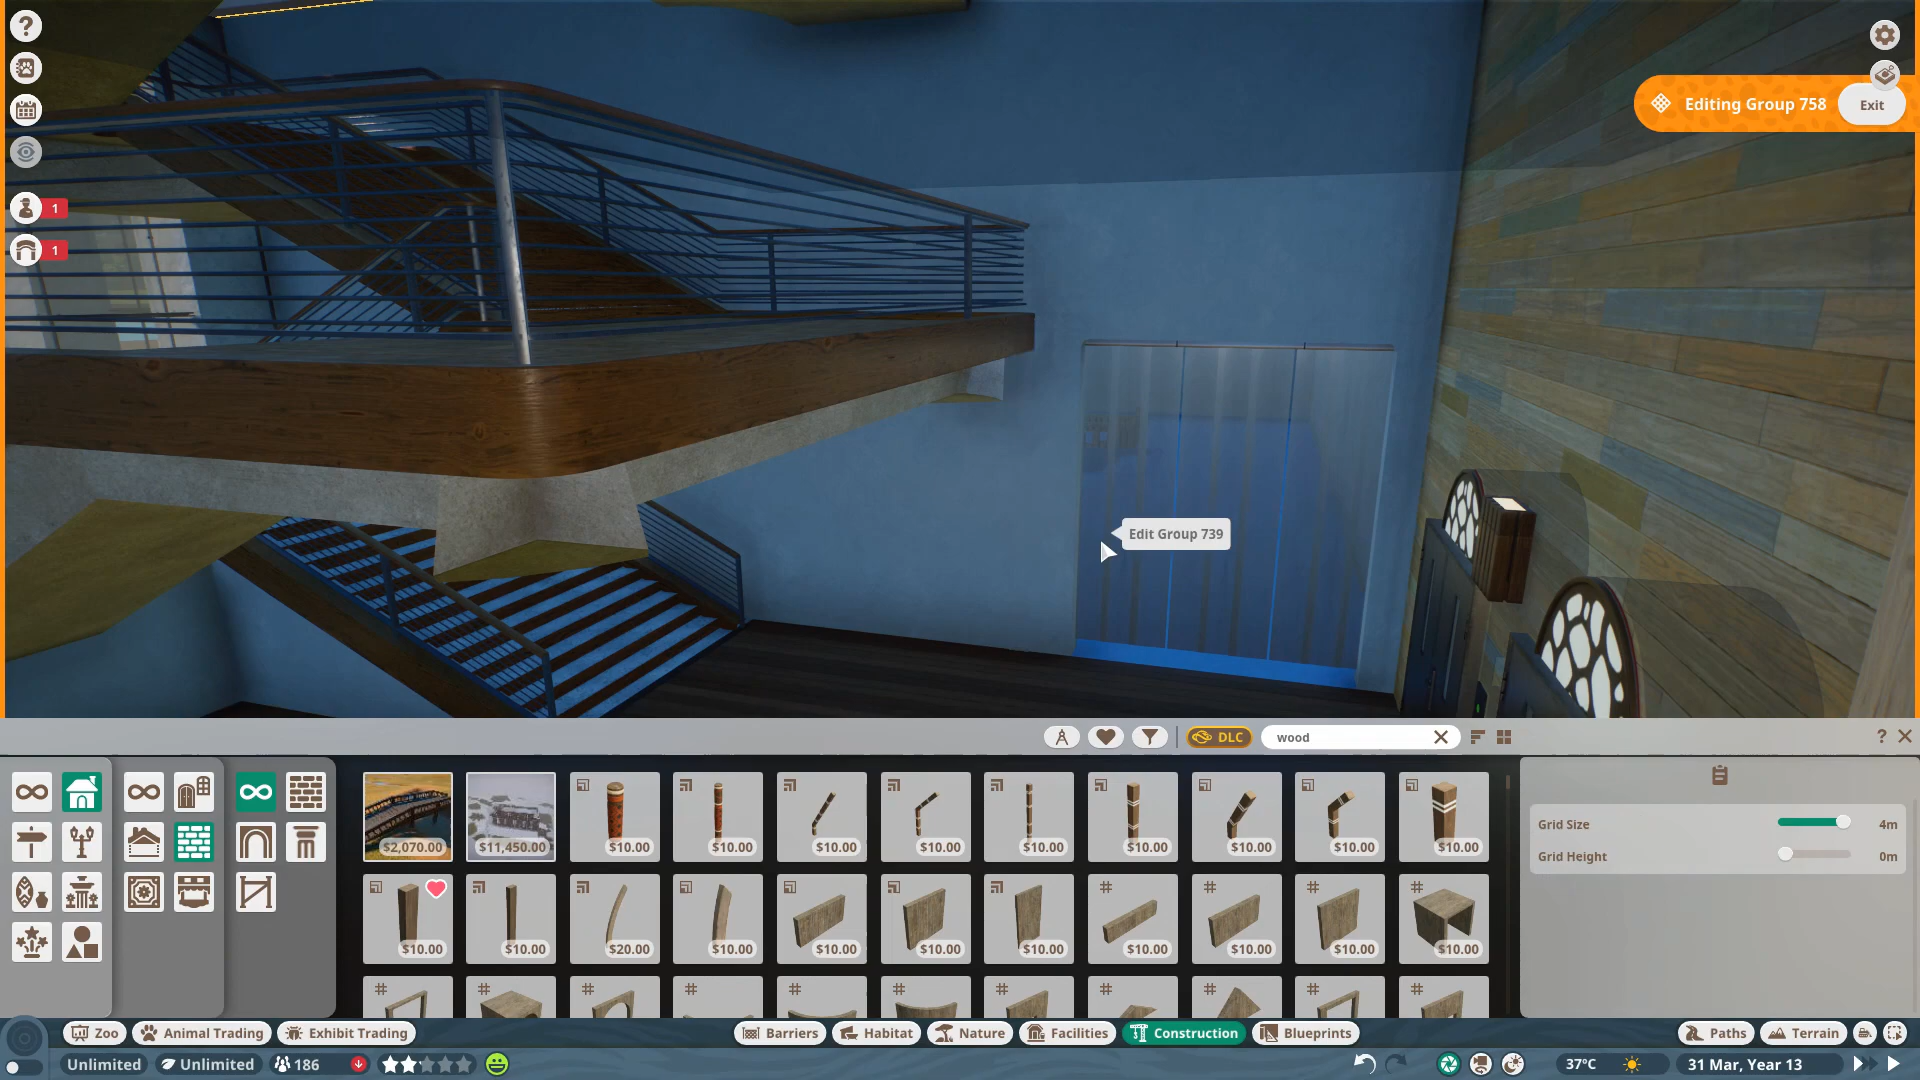 ?
Editing Group 758
Exit
1
1
Edit Group 739
DLC
wood
?
$2,070.00
$11,450.00
$10.00
$10.00
$10.00
$10.00
$10.00
$10.00
$10.00
$10.00
$10.00
Grid Size
4m
Grid Height
0m
$10.00
$10.00
$20.00
$10.00
$10.00
$10.00
$10.00
$10.00
$10.00
$10.00
$10.00
Zoo
Animal Trading
Exhibit Trading
Barriers
Habitat
Nature
Facilities
Construction
Blueprints
Paths
Terrain
Unlimited
Unlimited
186
37°C
31 Mar, Year 13